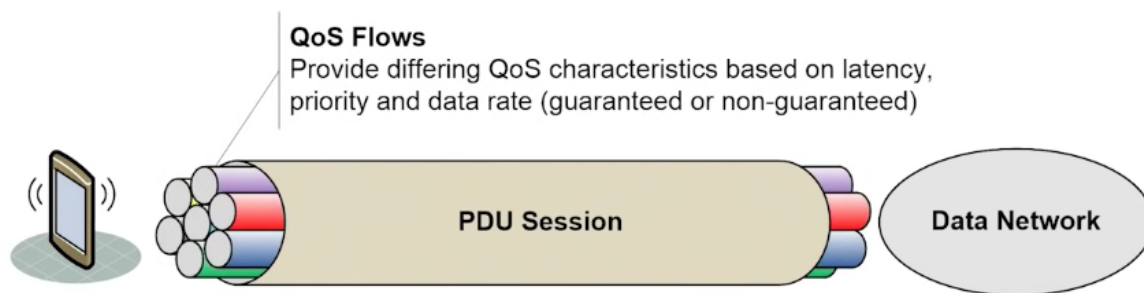 QoS Flows
Provide differing QoS characteristics based on latency,
priority and data rate (guaranteed or non-guaranteed)
PDU Session
Data Network